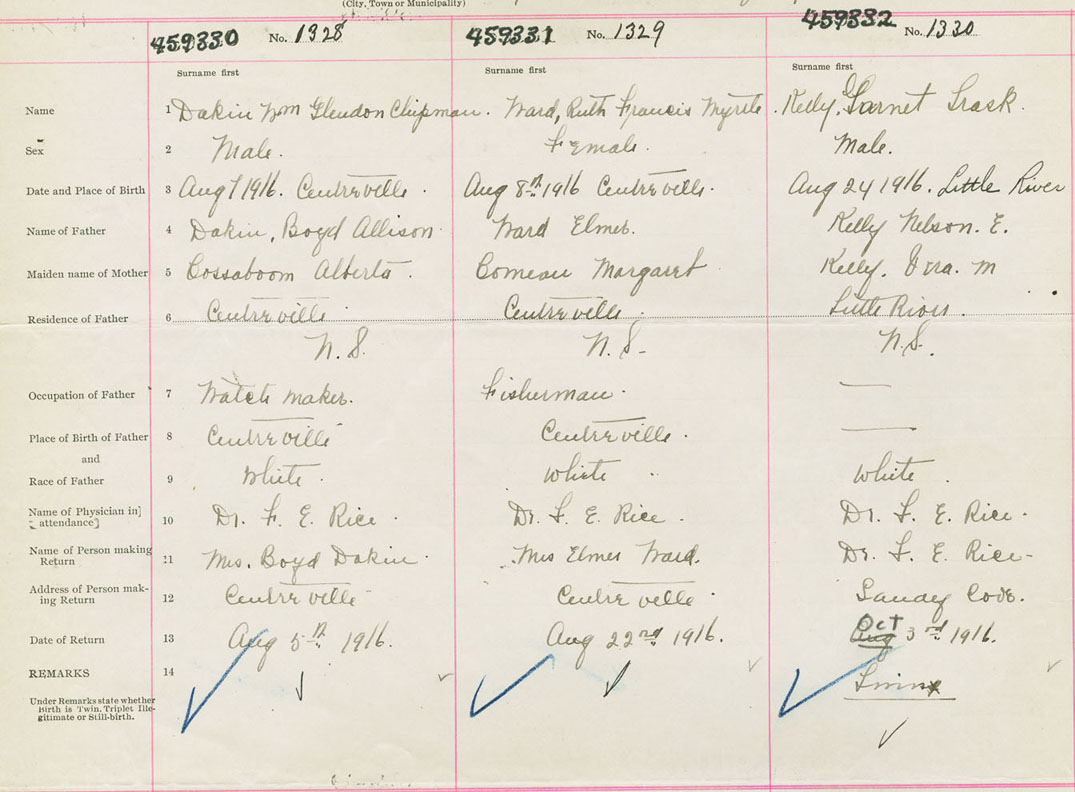 (City, Town or Municipality)
459330 No. 1328 459331 No. 1329 459332 No. 1330
Surname first Surname first Surname first
Name 1 Dakin Wm Glendon Chipman. Ward, Ruth Francis Myrtle. Kelly, Garnet Trask.
Sex 2 Male. Female. Male.
Date and Place of Birth 3 Aug 1 1916. Centreville. Aug 8th 1916 Centreville. Aug 24 1916. Little River
Name of Father 4 Dakin, Boyd Allison Ward Elmer. Kelly Nelson. E.
Maiden name of Mother 5 Cossaboom Alberta. Comeau Margaret Kelly. Vera. M
Residence of Father 6 Centreville Centreville. Little River.
N.S. N.S. N.S.
Occupation of Father 7 Watch maker. Fisherman. —
Place of Birth of Father 8 Centreville Centreville. —
and
Race of Father 9 White. White White
Name of Physician in 10 Dr. F. E. Rice. Dr. F. E. Rice. Dr. F. E. Rice.
attendance
Name of Person making 11 Mrs. Boyd Dakin. Mrs Elmer Ward. Dr. F. E. Rice-
Return
Address of Person mak- 12 Centreville Centreville. Sandy Cove.
ing Return
Oct
Date of Return 13 Aug 5th 1916. Aug 22nd 1916. Aug 3rd 1916.
REMARKS 14
Under Remarks state whether
Birth is Twin, Triplet Ille-
gitimate or Still-birth.